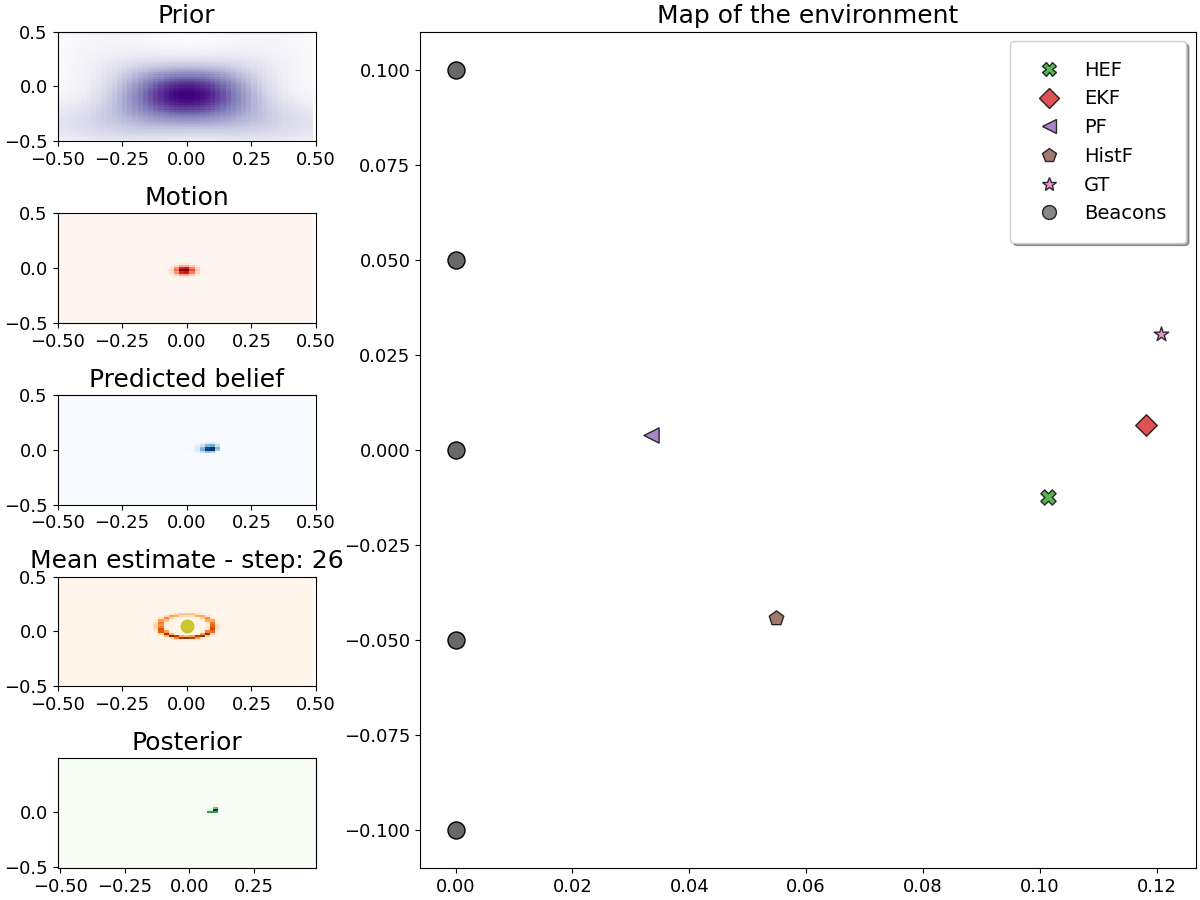 Prior
0.5
0.0
−0.5
−0.50 −0.25 0.00 0.25 0.50
Motion
0.5
0.0
−0.5
−0.50 −0.25 0.00 0.25 0.50
Predicted belief
0.5
0.0
−0.5
−0.50 −0.25 0.00 0.25 0.50
Mean estimate - step: 26
0.5
0.0
−0.5
−0.50 −0.25 0.00 0.25 0.50
Posterior
0.0
−0.5
−0.50 −0.25 0.00 0.25
Map of the environment
0.100
0.075
0.050
0.025
0.000
−0.025
−0.050
−0.075
−0.100
0.00 0.02 0.04 0.06 0.08 0.10 0.12
HEF
EKF
PF
HistF
GT
Beacons